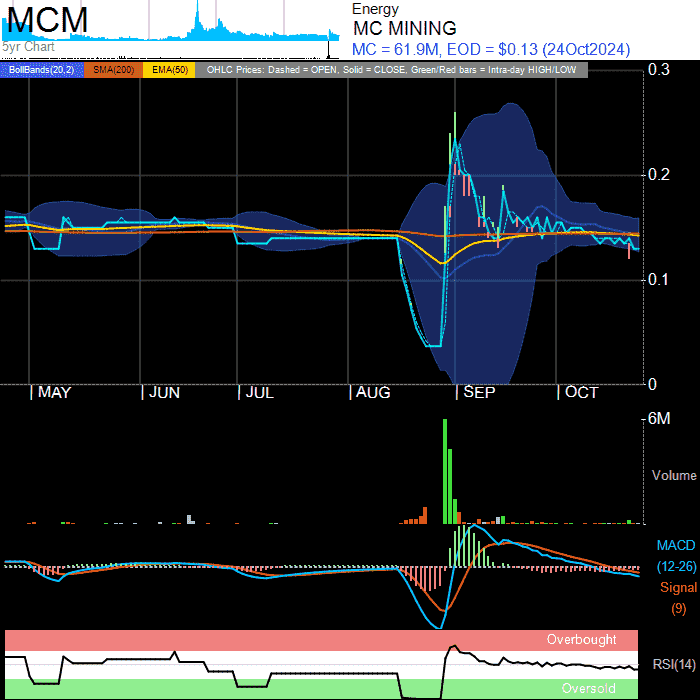 MCM
5yr Chart
Energy
MC MINING
MC = 61.9M, EOD = $0.13 (24Oct2024)
BollBands(20,2) SMA(200) EMA(50) OHLC Prices: Dashed = OPEN, Solid = CLOSE, Green/Red bars = Intra-day HIGH/LOW
0.3
0.2
0.1
0
MAY JUN JUL AUG SEP OCT
6M
Volume
MACD
(12-26)
Signal
(9)
Overbought
RSI(14)
Oversold